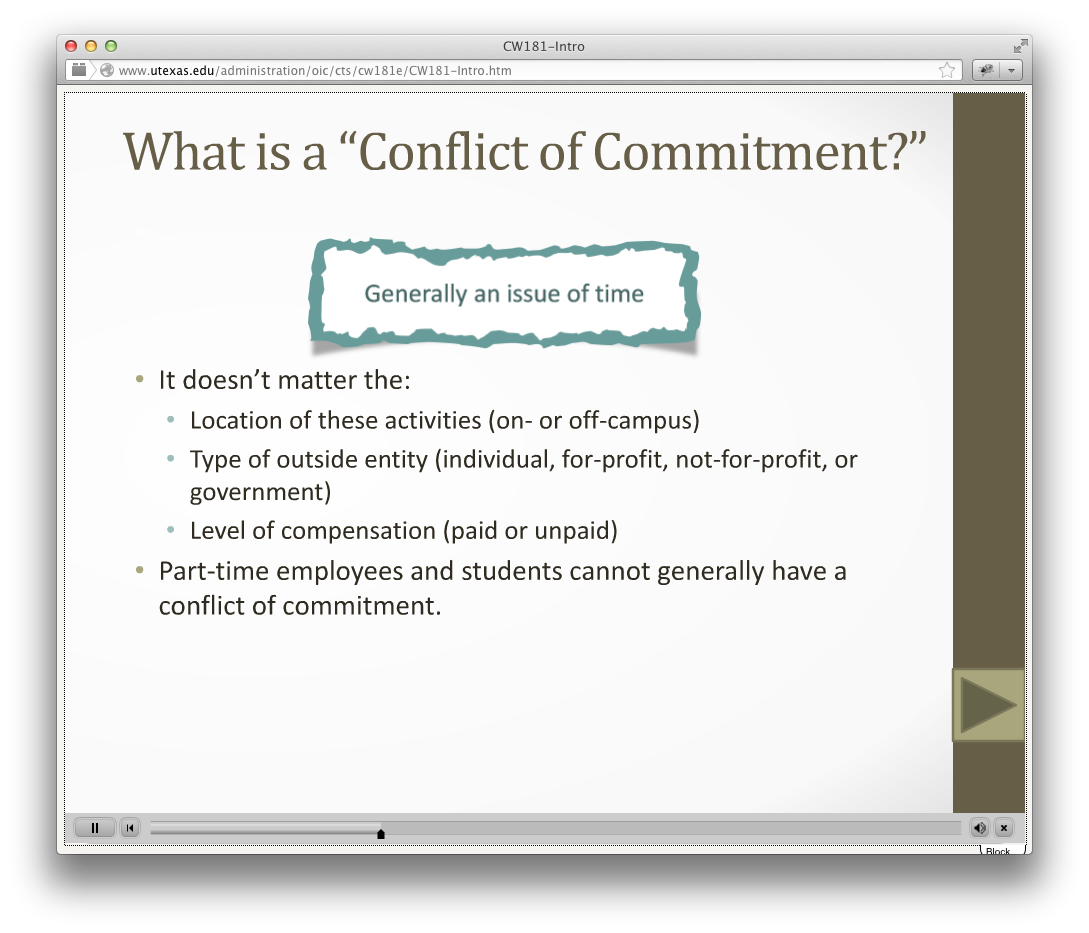 CW181-Intro
www.utexas.edu/administration/oic/cts/cw181e/CW181-Intro.htm
What is a “Conflict of Commitment?”
Generally an issue of time
• It doesn’t matter the:
• Location of these activities (on- or off-campus)
• Type of outside entity (individual, for-profit, not-for-profit, or
government)
• Level of compensation (paid or unpaid)
• Part-time employees and students cannot generally have a
conflict of commitment.
Block